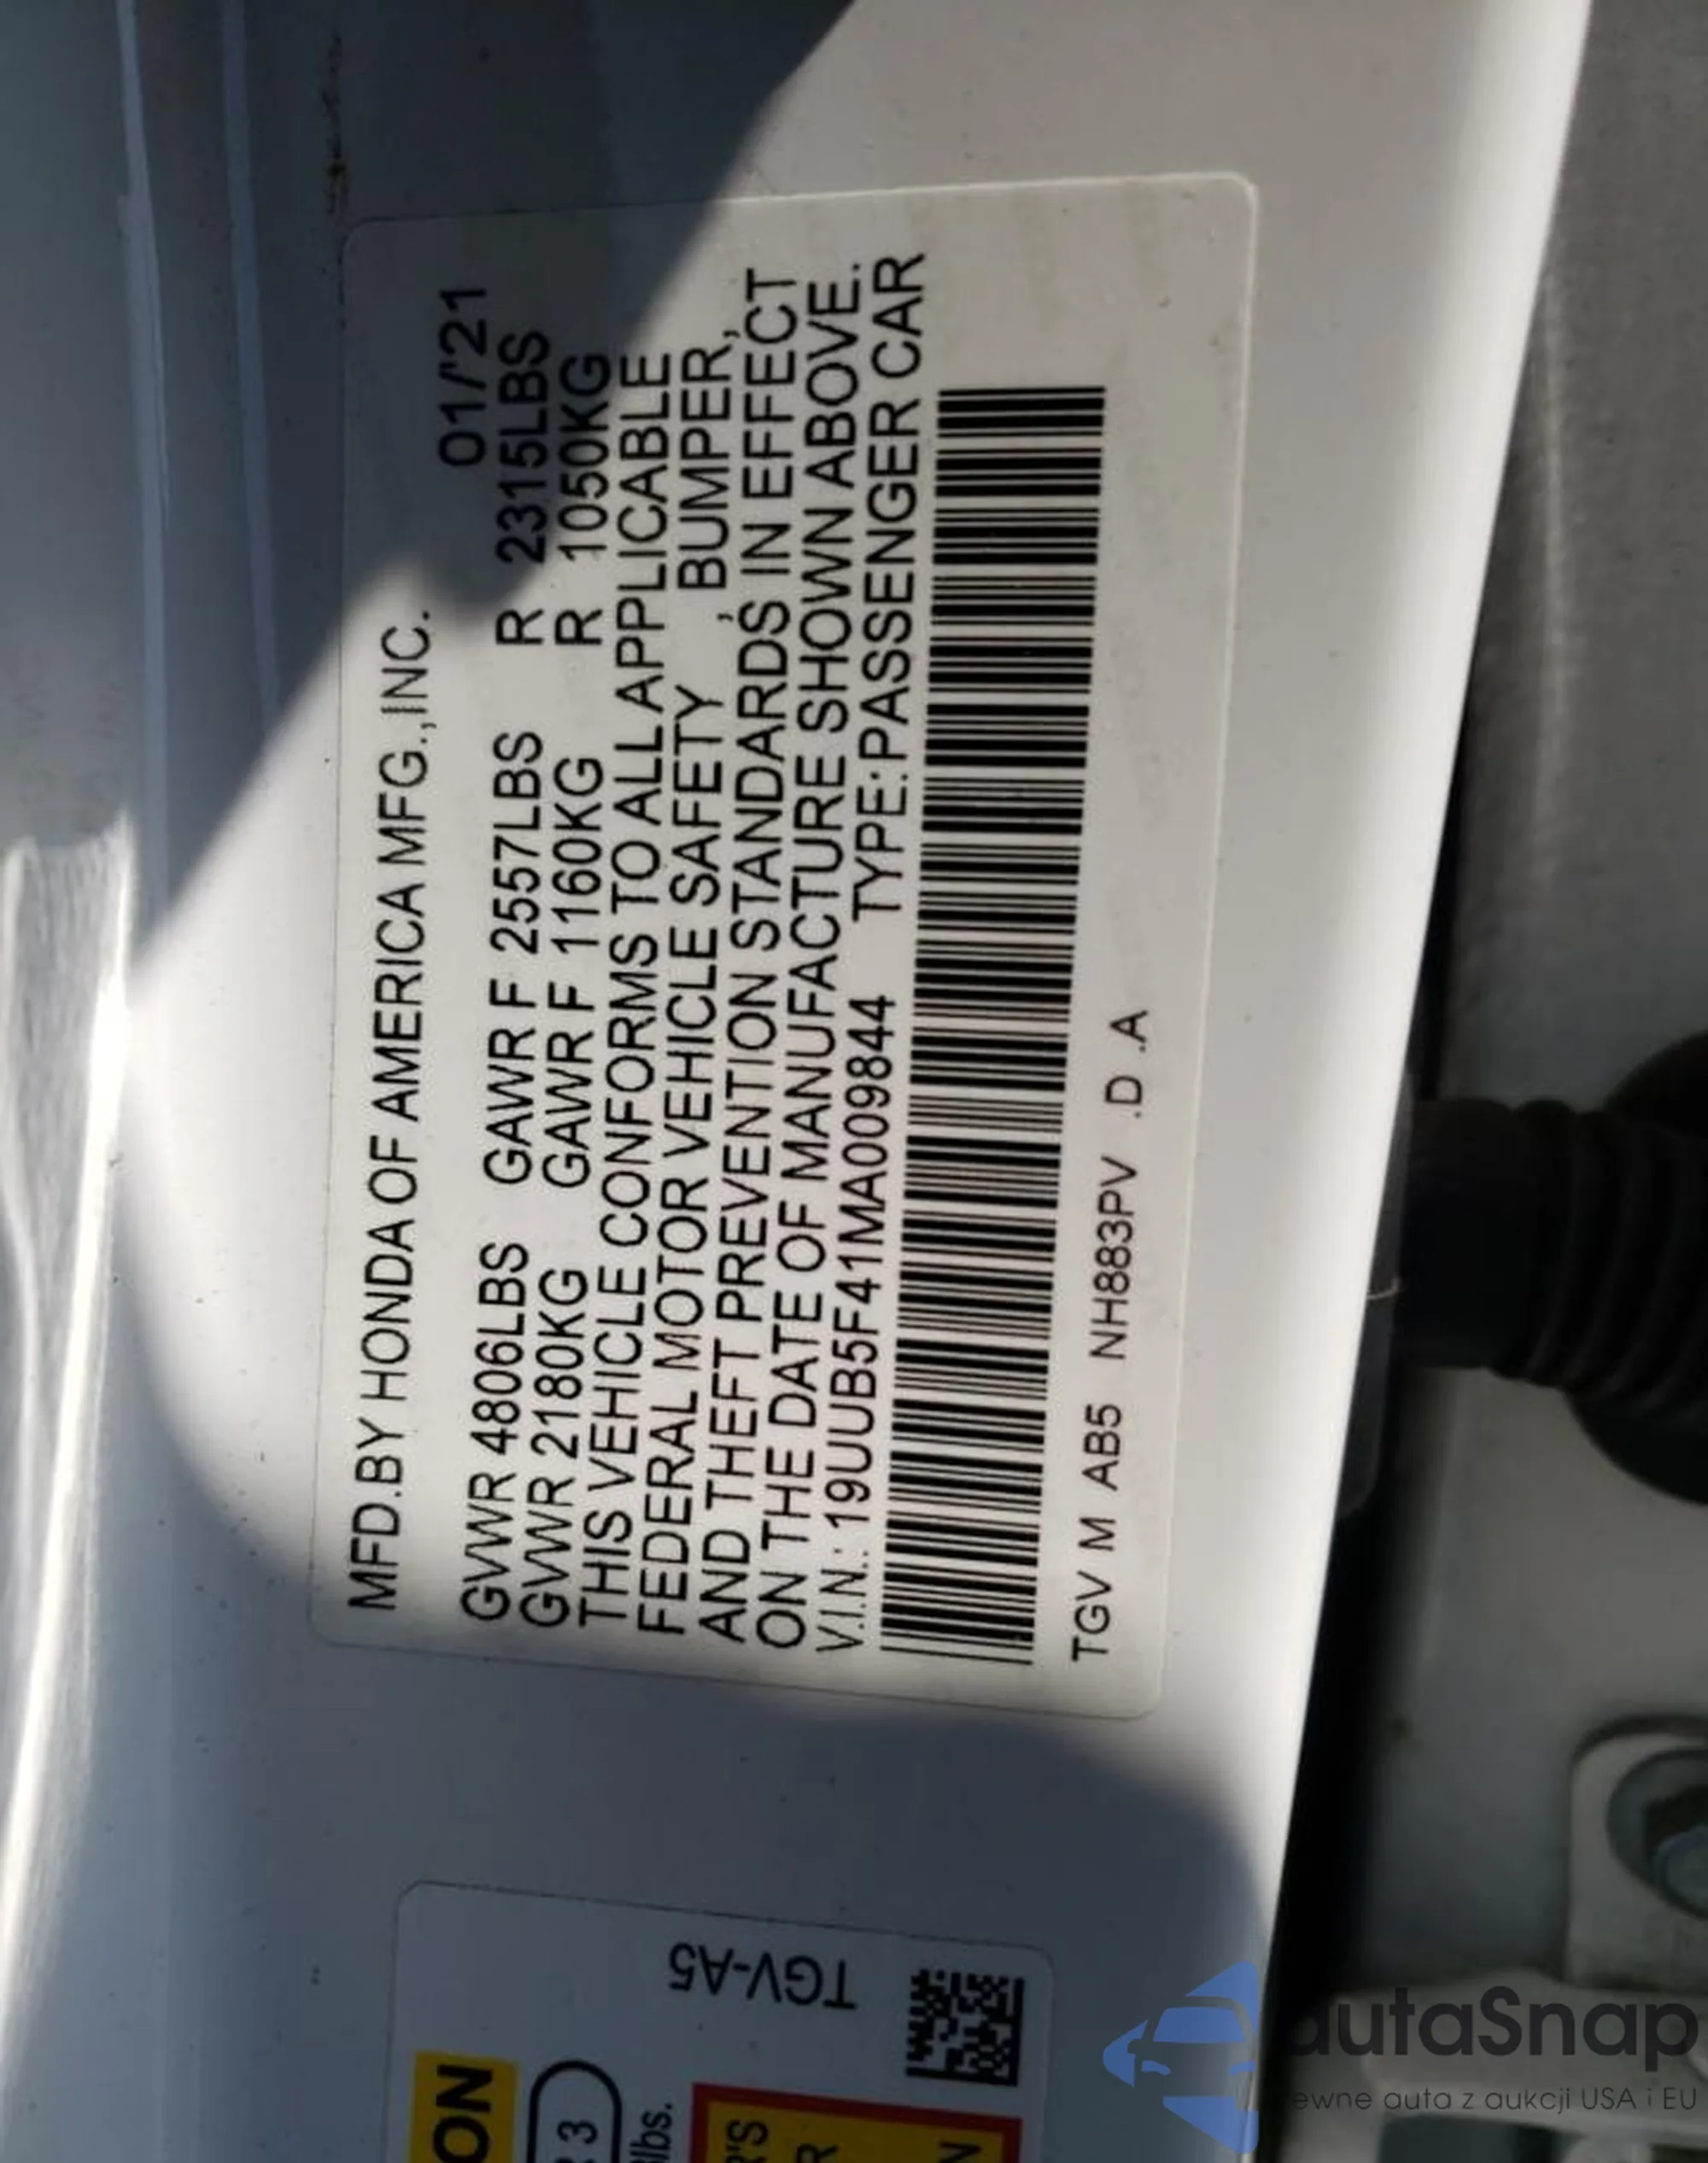 MFD.BY HONDA OF AMERICA MFG.,INC.
01/'21
GVWR 4806LBS GAWR F 2557LBS R 2315LBS
GVWR 2180KG GAWR F 1160KG R 1050KG
THIS VEHICLE CONFORMS TO ALL APPLICABLE
FEDERAL MOTOR VEHICLE SAFETY , BUMPER,
AND THEFT PREVENTION STANDARDS IN EFFECT
ON THE DATE OF MANUFACTURE SHOWN ABOVE.
V.I.N.: 19UUB5F41MA009844 TYPE:PASSENGER CAR
TGV M AB5 NH883PV .D .A
TGV-A5
3
lbs.
autaSnap
ewne auta z aukcji USA i EU